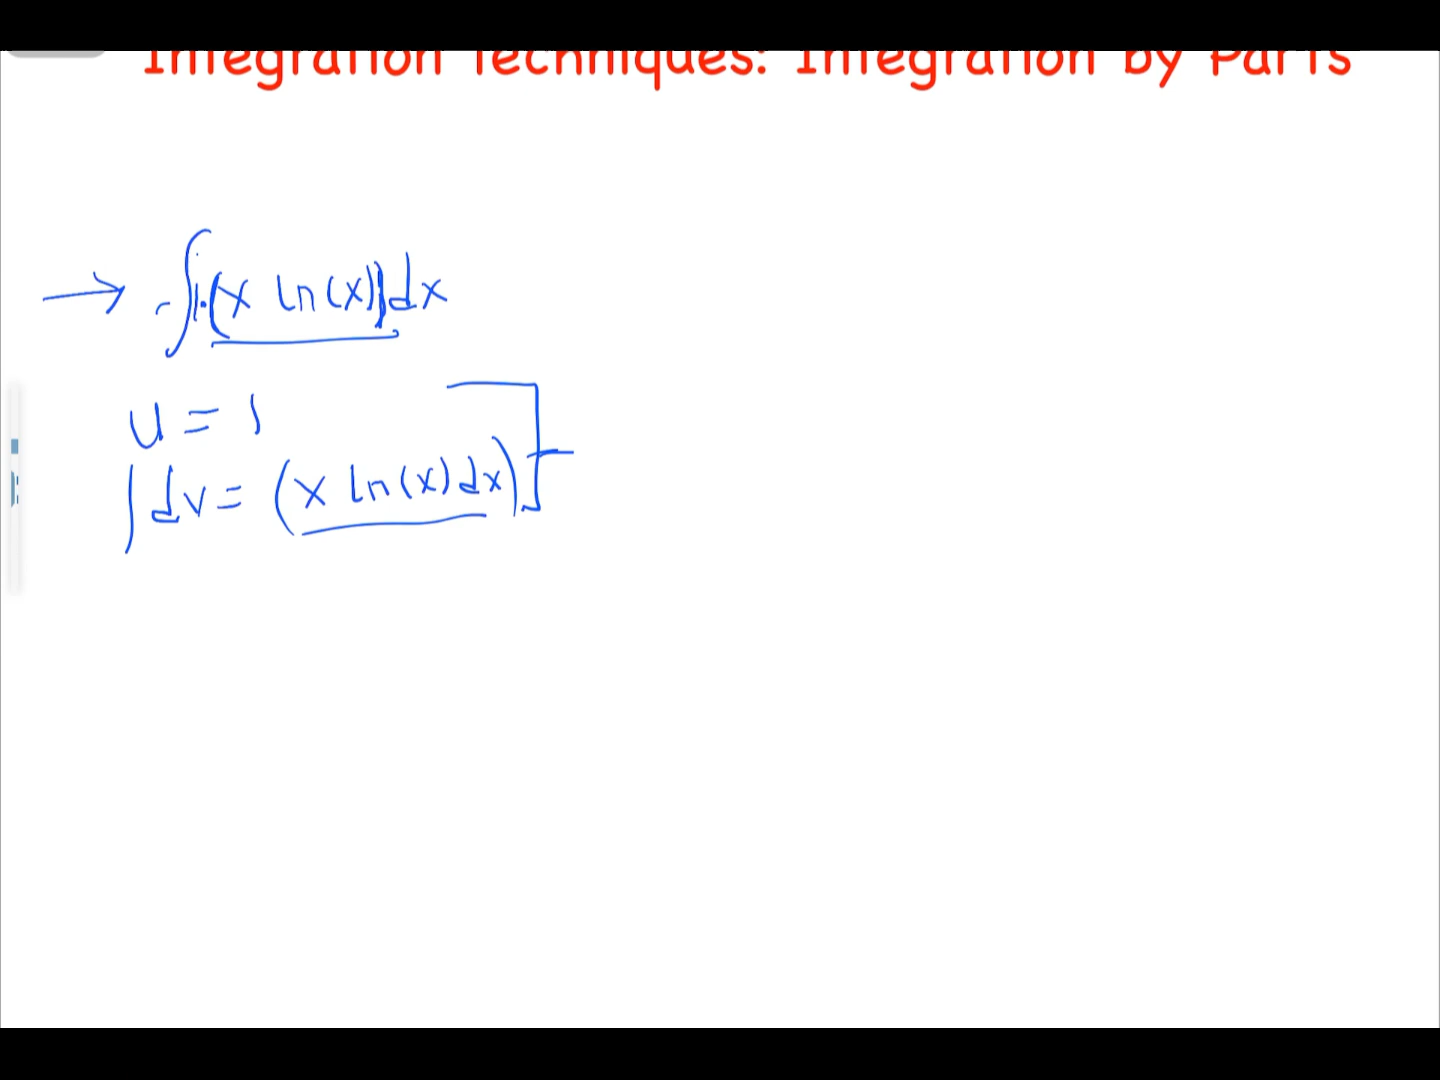 Integration Techniques: Integration by Parts
→ ∫1·(x ln(x))dx
u = 1
∫dv = (x ln(x)dx)